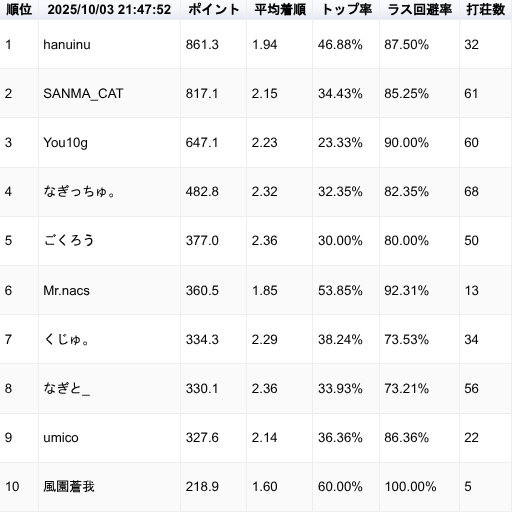 順位 2025/10/03 21:47:52 ポイント 平均着順 トップ率 ラス回避率 打荘数
1 hanuinu 861.3 1.94 46.88% 87.50% 32
2 SANMA_CAT 817.1 2.15 34.43% 85.25% 61
3 You10g 647.1 2.23 23.33% 90.00% 60
4 なぎっちゅ。 482.8 2.32 32.35% 82.35% 68
5 ごくろう 377.0 2.36 30.00% 80.00% 50
6 Mr.nacs 360.5 1.85 53.85% 92.31% 13
7 くじゅ。 334.3 2.29 38.24% 73.53% 34
8 なぎと_ 330.1 2.36 33.93% 73.21% 56
9 umico 327.6 2.14 36.36% 86.36% 22
10 風園蒼我 218.9 1.60 60.00% 100.00% 5